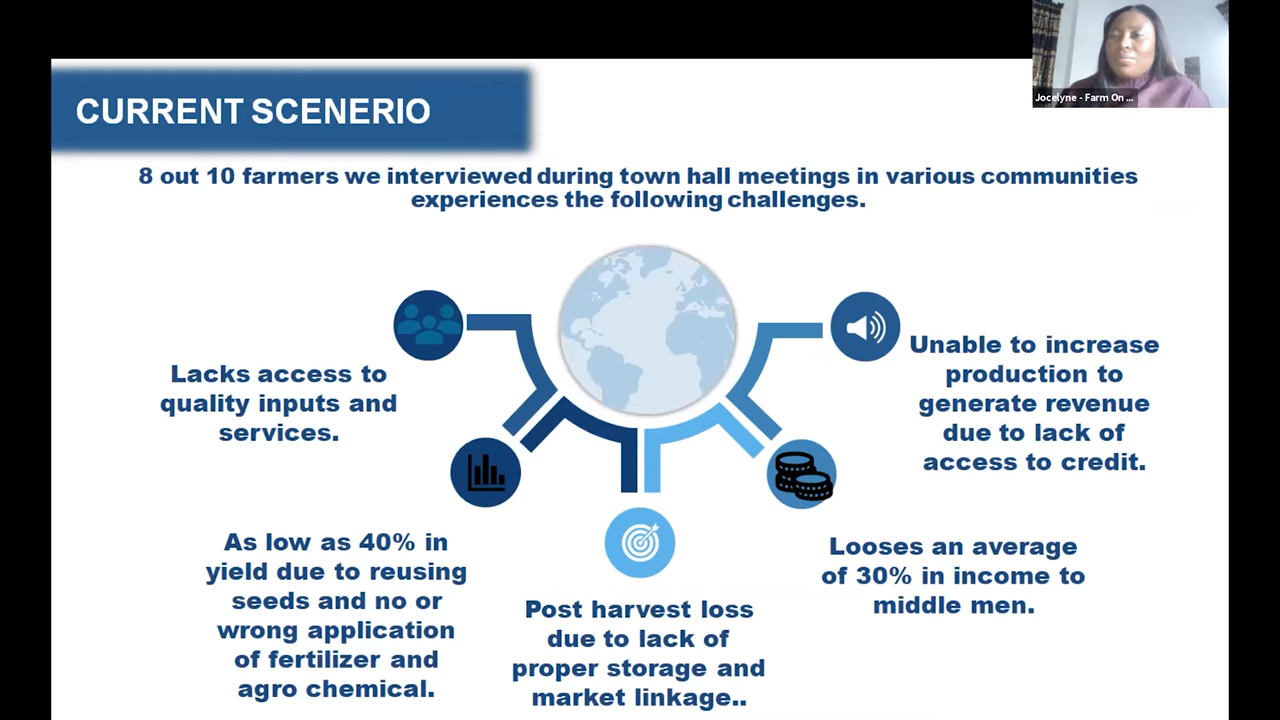 Jocelyne - Farm On ...
CURRENT SCENERIO
8 out 10 farmers we interviewed during town hall meetings in various communities
experiences the following challenges.
Lacks access to
quality inputs and
services.
As low as 40% in
yield due to reusing
seeds and no or
wrong application
of fertilizer and
agro chemical.
Post harvest loss
due to lack of
proper storage and
market linkage..
Looses an average
of 30% in income to
middle men.
Unable to increase
production to
generate revenue
due to lack of
access to credit.